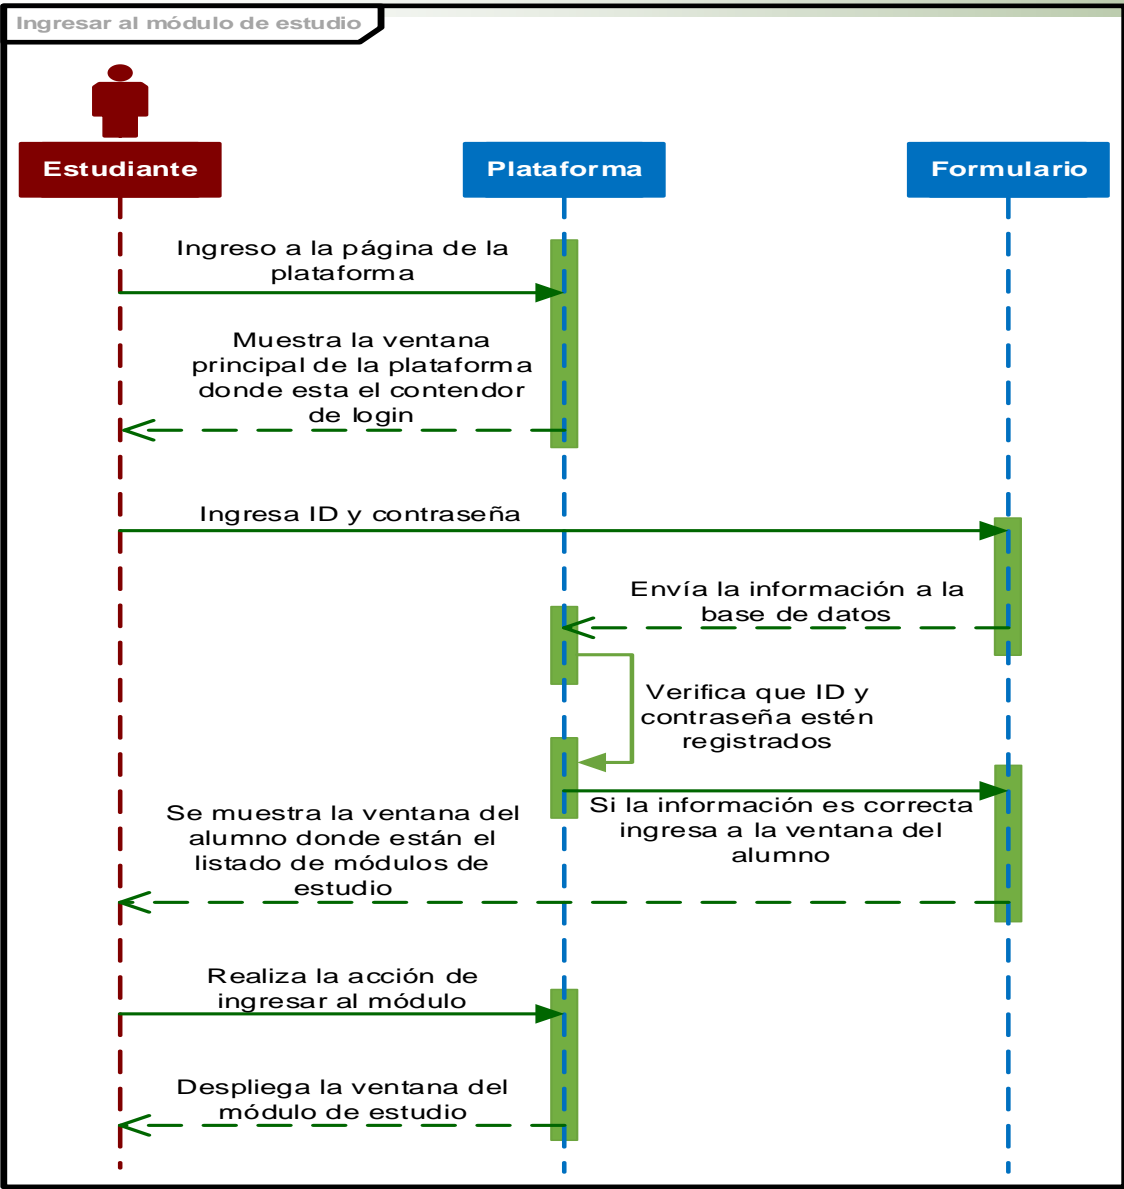 Ingresar al módulo de estudio
Estudiante
Plataforma
Formulario
Ingreso a la página de la
plataforma
Muestra la ventana
principal de la plataforma
donde esta el contendor
de login
Ingresa ID y contraseña
Envía la información a la
base de datos
Verifica que ID y
contraseña estén
registrados
Si la información es correcta
ingresa a la ventana del
alumno
Se muestra la ventana del
alumno donde están el
listado de módulos de
estudio
Realiza la acción de
ingresar al módulo
Despliega la ventana del
módulo de estudio